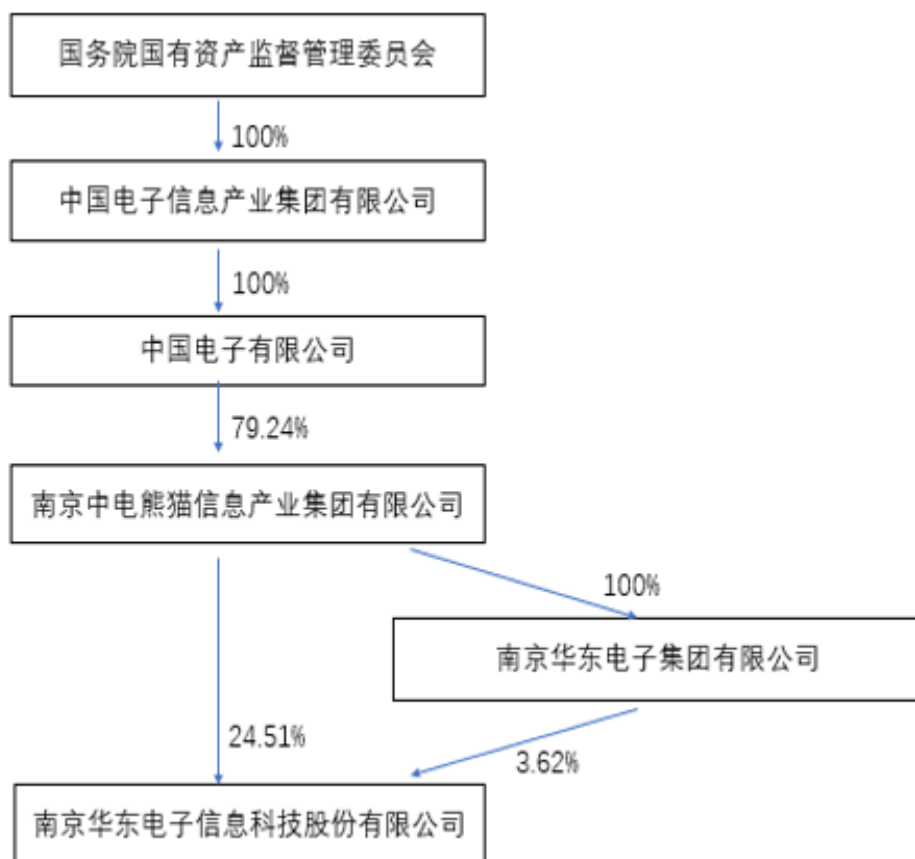 国务院国有资产监督管理委员会
100%
中国电子信息产业集团有限公司
100%
中国电子有限公司
79.24%
南京中电熊猫信息产业集团有限公司
100%
南京华东电子集团有限公司
24.51%
3.62%
南京华东电子信息科技股份有限公司